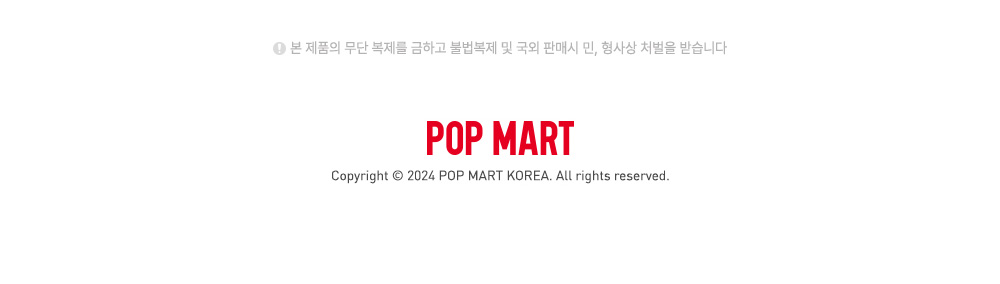 본 제품의 무단 복제를 금하고 불법복제 및 국외 판매시 민, 형사상 처벌을 받습니다
POP MART
Copyright © 2024 POP MART KOREA. All rights reserved.